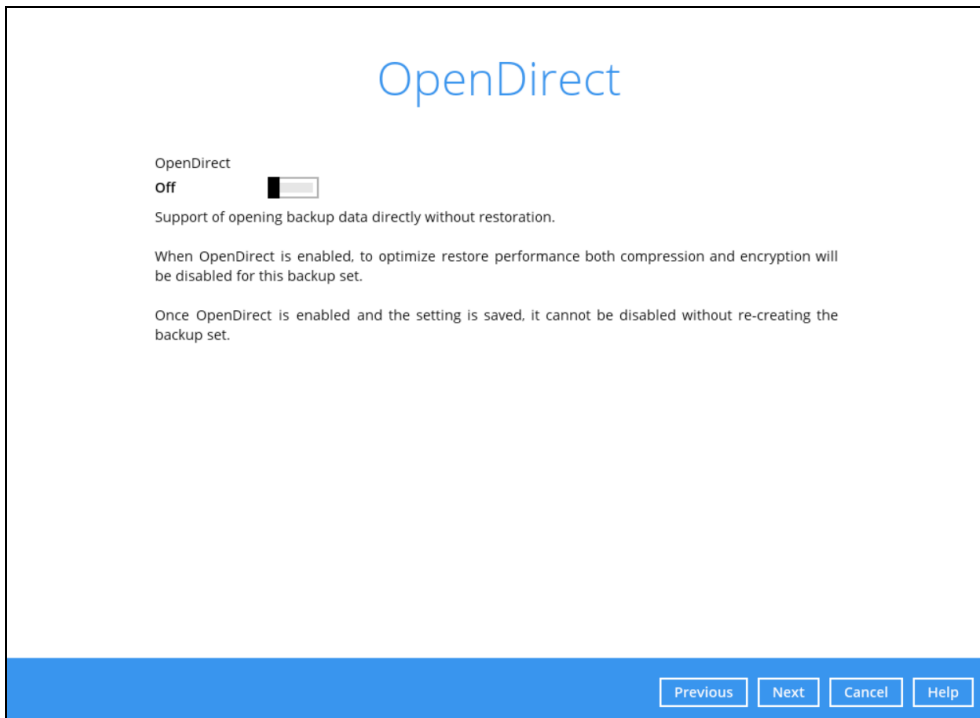 OpenDirect
OpenDirect
Off
Support of opening backup data directly without restoration.
When OpenDirect is enabled, to optimize restore performance both compression and encryption will
be disabled for this backup set.
Once OpenDirect is enabled and the setting is saved, it cannot be disabled without re-creating the
backup set.
Previous Next Cancel Help